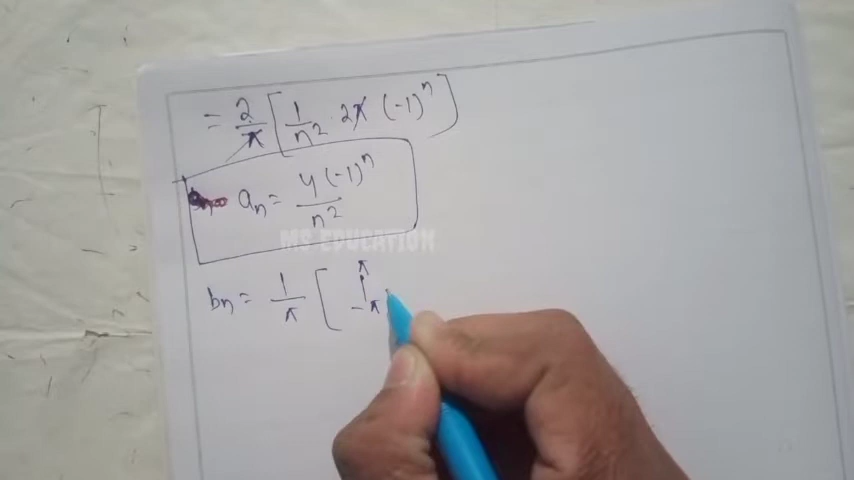 = 2/π [ 1/n² · 2π (-1)ⁿ ]
aₙ = 4(-1)ⁿ / n²
MS EDUCATION
bn = 1/π [ ∫ π -π